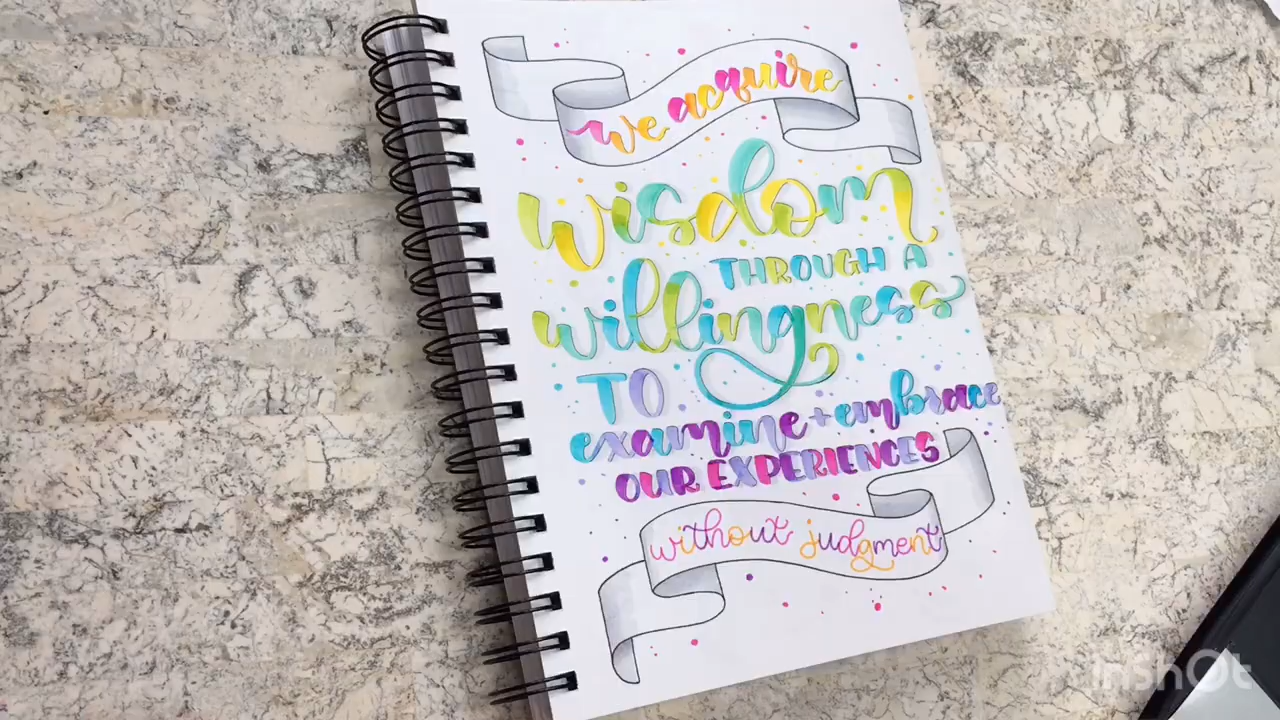 we acquire
wisdom
THROUGH A
willingness
TO
examine + embrace
OUR EXPERIENCES
without judgment
InShOt